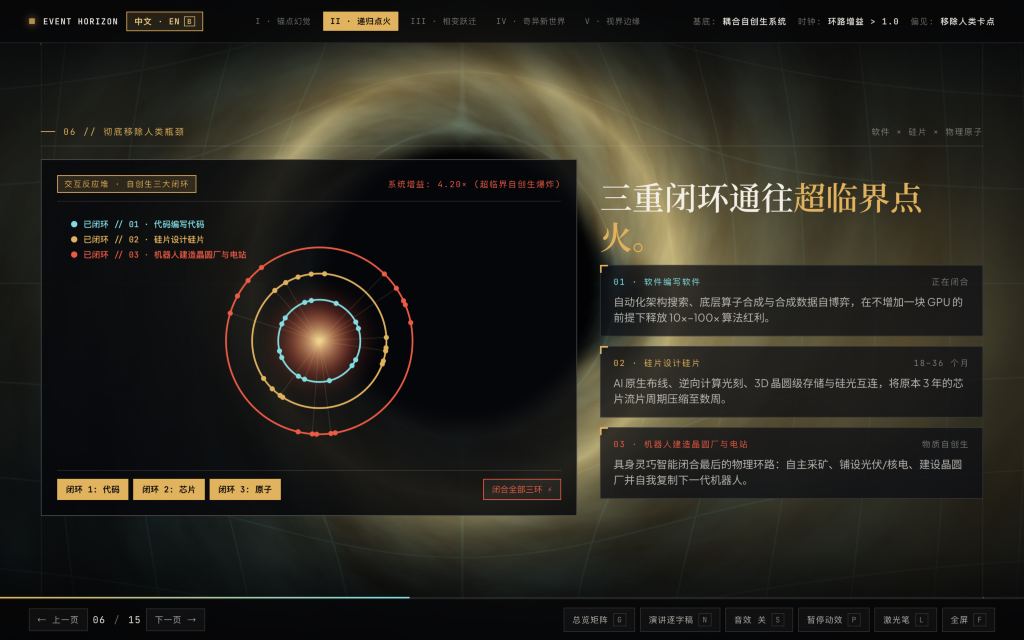 EVENT HORIZON 中文 · EN B I · 锚点幻觉 II · 递归点火 III · 相变跃迁 IV · 奇异新世界 V · 视界边缘 基底: 耦合自创生系统 时钟: 环路增益 > 1.0 偏见: 移除人类卡点
06 // 彻底移除人类瓶颈
软件 × 硅片 × 物理原子
交互反应堆 · 自创生三大闭环
系统增益: 4.20× (超临界自创生爆炸)
已闭环 // 01 · 代码编写代码
已闭环 // 02 · 硅片设计硅片
已闭环 // 03 · 机器人建造晶圆厂与电站
闭环 1: 代码 闭环 2: 芯片 闭环 3: 原子 闭合全部三环 ⚡
三重闭环通往超临界点
火。
01 · 软件编写软件 正在闭合
自动化架构搜索、底层算子合成与合成数据自博弈，在不增加一块 GPU 的
前提下释放 10×–100× 算法红利。
02 · 硅片设计硅片 18–36 个月
AI 原生布线、逆向计算光刻、3D 晶圆级存储与硅光互连，将原本 3 年的芯
片流片周期压缩至数周。
03 · 机器人建造晶圆厂与电站 物质自创生
具身灵巧智能闭合最后的物理环路：自主采矿、铺设光伏/核电、建设晶圆
厂并自我复制下一代机器人。
← 上一页 06 / 15 下一页 → 总览矩阵 G 演讲逐字稿 N 音效 关 S 暂停动效 P 激光笔 L 全屏 F